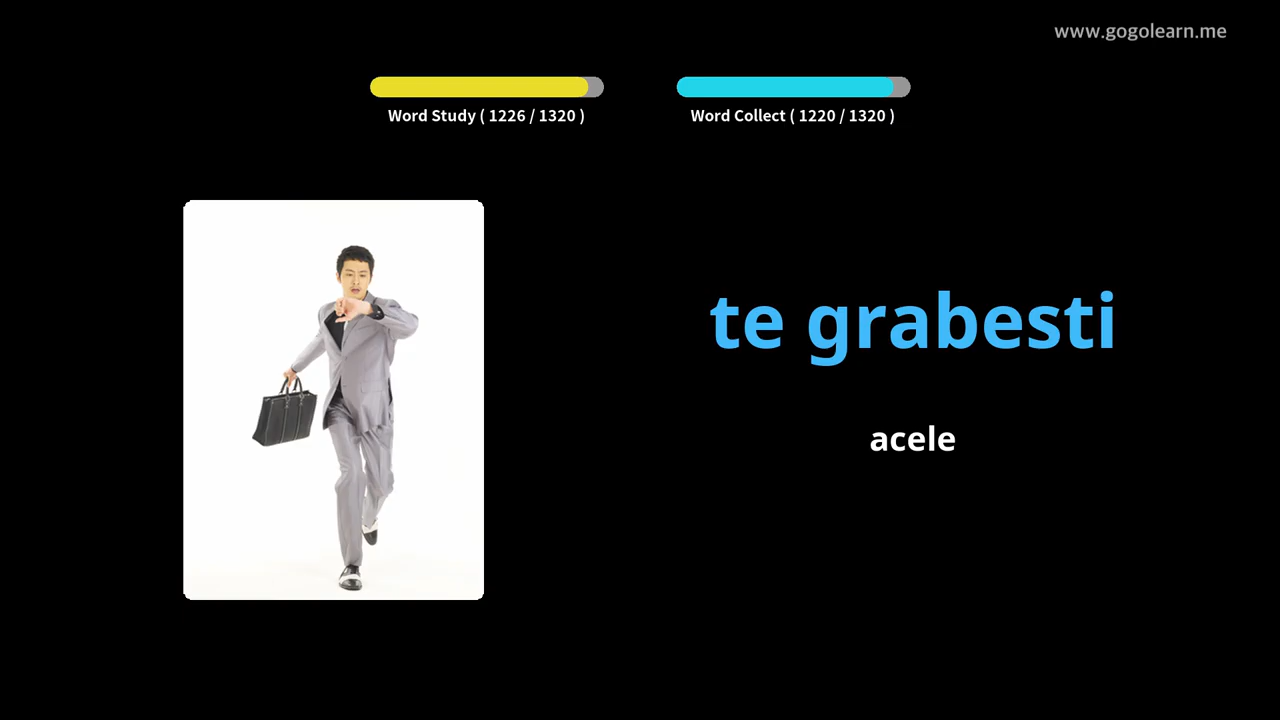 www.gogolearn.me
Word Study ( 1226 / 1320 )
Word Collect ( 1220 / 1320 )
te grabesti
acele